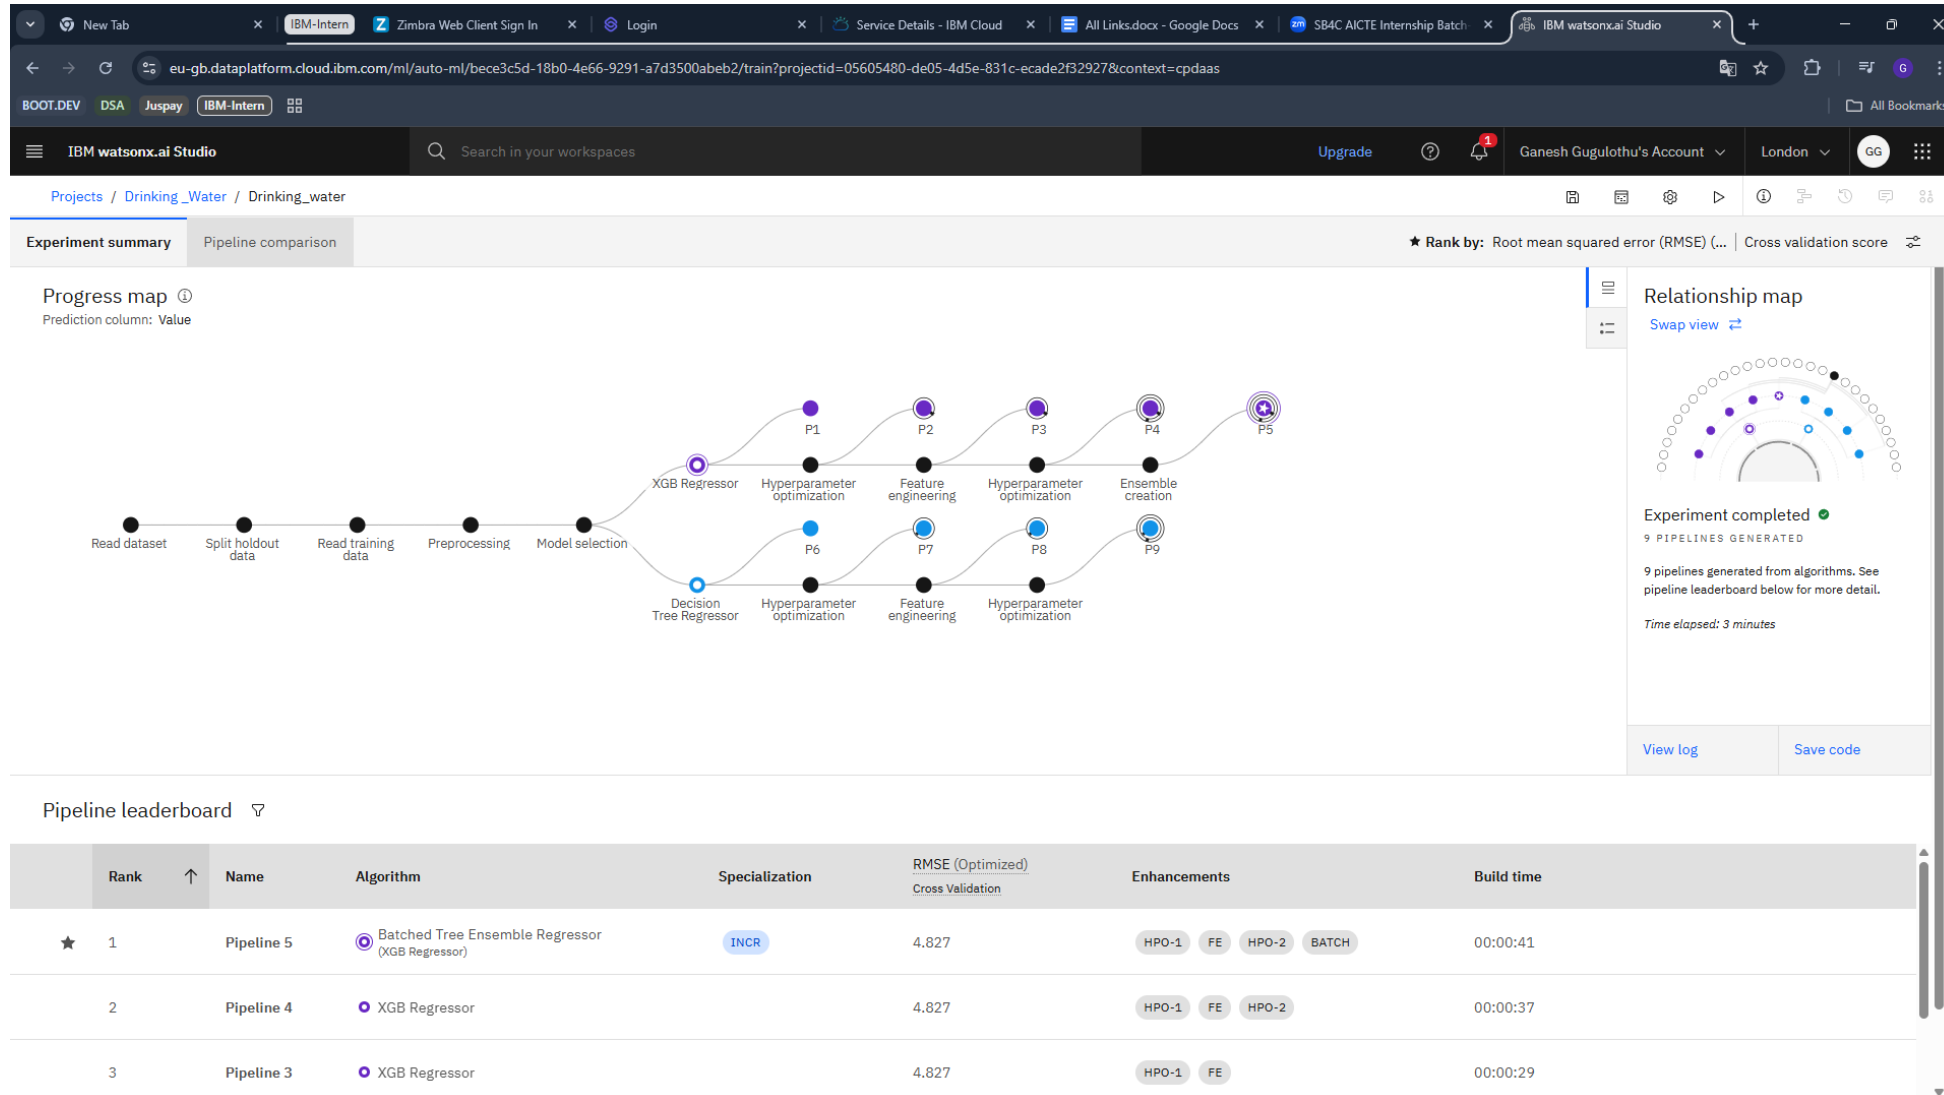 New Tab
IBM-Intern
Zimbra Web Client Sign In
Login
Service Details - IBM Cloud
All Links.docx - Google Docs
SB4C AICTE Internship Batch
IBM watsonx.ai Studio
eu-gb.dataplatform.cloud.ibm.com/ml/auto-ml/bece3c5d-18b0-4e66-9291-a7d3500abeb2/train?projectid=05605480-de05-4d5e-831c-ecade2f32927&context=cpdaas
G
BOOT.DEV
DSA
Juspay
IBM-Intern
All Bookmarks
IBM watsonx.ai Studio
Search in your workspaces
Upgrade
1
Ganesh Gugulothu's Account
London
GG
Projects / Drinking _Water / Drinking_water
Experiment summary
Pipeline comparison
Rank by: Root mean squared error (RMSE) (... | Cross validation score
Progress map
Prediction column: Value
Relationship map
Swap view
P1
P2
P3
P4
P5
XGB Regressor
Hyperparameter
optimization
Feature
engineering
Hyperparameter
optimization
Ensemble
creation
Read dataset
Split holdout
data
Read training
data
Preprocessing
Model selection
P6
P7
P8
P9
Decision
Tree Regressor
Hyperparameter
optimization
Feature
engineering
Hyperparameter
optimization
Experiment completed
9 PIPELINES GENERATED
9 pipelines generated from algorithms. See
pipeline leaderboard below for more detail.
Time elapsed: 3 minutes
View log
Save code
Pipeline leaderboard
Rank
Name
Algorithm
Specialization
RMSE (Optimized)
Cross Validation
Enhancements
Build time
1
Pipeline 5
Batched Tree Ensemble Regressor
(XGB Regressor)
INCR
4.827
HPO-1 FE HPO-2 BATCH
00:00:41
2
Pipeline 4
XGB Regressor
4.827
HPO-1 FE HPO-2
00:00:37
3
Pipeline 3
XGB Regressor
4.827
HPO-1 FE
00:00:29